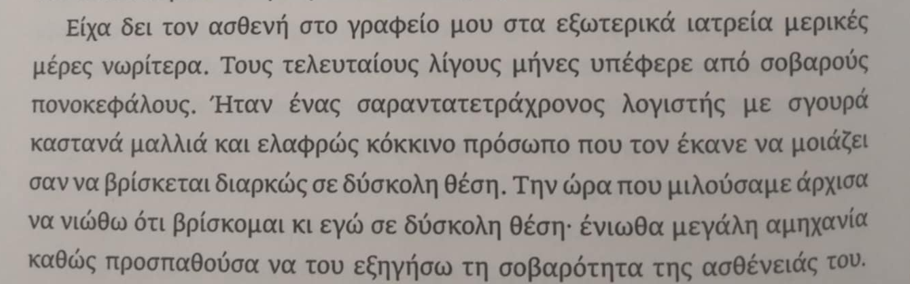 Είχα δει τον ασθενή στο γραφείο μου στα εξωτερικά ιατρεία μερικές
μέρες νωρίτερα. Τους τελευταίους λίγους μήνες υπέφερε από σοβαρούς
πονοκεφάλους. Ήταν ένας σαραντατετράχρονος λογιστής με σγουρά
καστανά μαλλιά και ελαφρώς κόκκινο πρόσωπο που τον έκανε να μοιάζει
σαν να βρίσκεται διαρκώς σε δύσκολη θέση. Την ώρα που μιλούσαμε άρχισα
να νιώθω ότι βρίσκομαι κι εγώ σε δύσκολη θέση· ένιωθα μεγάλη αμηχανία
καθώς προσπαθούσα να του εξηγήσω τη σοβαρότητα της ασθένειάς του.